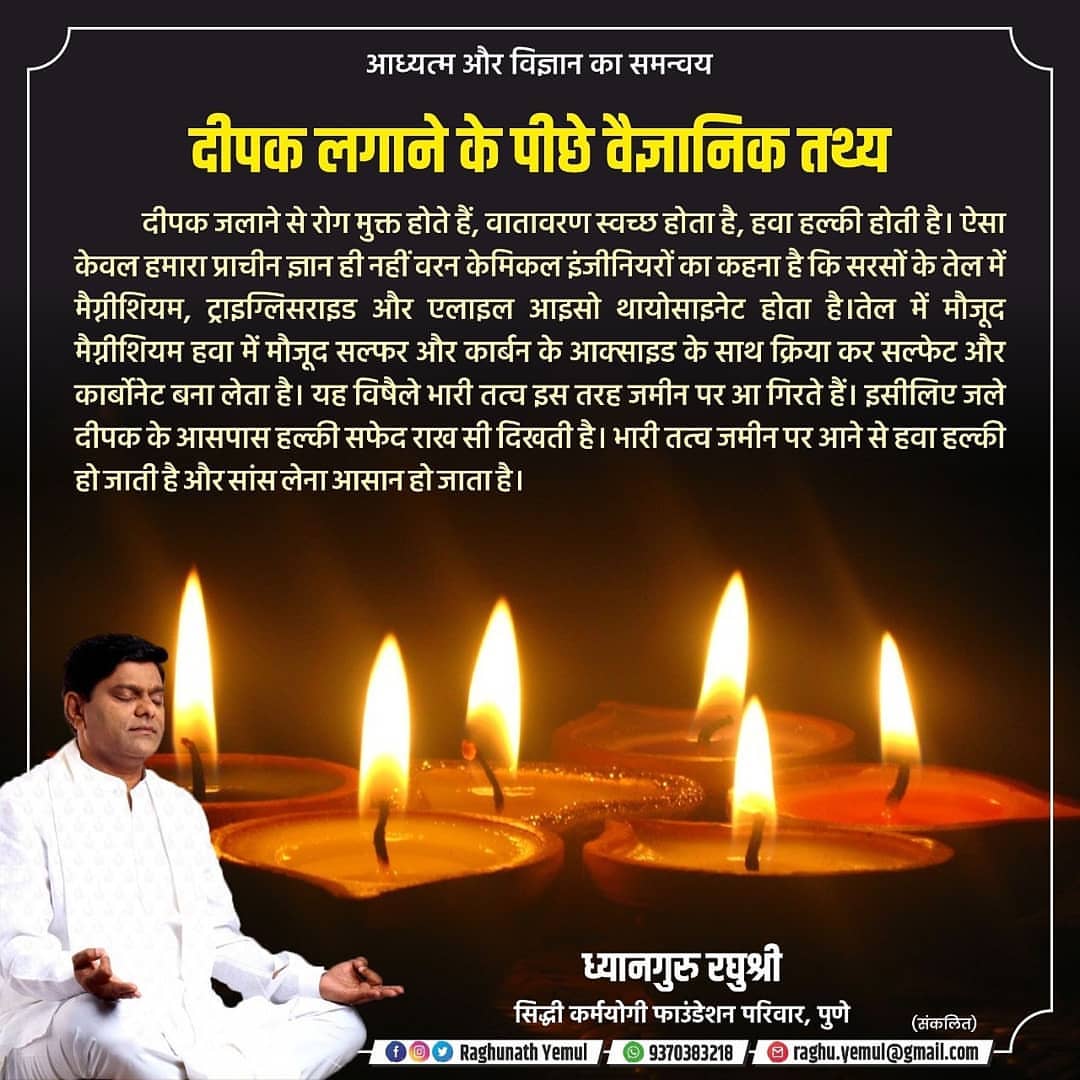 आध्यत्म और विज्ञान का समन्वय
दीपक लगाने के पीछे वैज्ञानिक तथ्य
दीपक जलाने से रोग मुक्त होते हैं, वातावरण स्वच्छ होता है, हवा हल्की होती है। ऐसा
केवल हमारा प्राचीन ज्ञान ही नहीं वरन केमिकल इंजीनियरों का कहना है कि सरसों के तेल में
मैग्नीशियम, ट्राइग्लिसराइड और एलाइल आइसो थायोसाइनेट होता है।तेल में मौजूद
मैग्नीशियम हवा में मौजूद सल्फर और कार्बन के आक्साइड के साथ क्रिया कर सल्फेट और
कार्बोनेट बना लेता है। यह विषैले भारी तत्व इस तरह जमीन पर आ गिरते हैं। इसीलिए जले
दीपक के आसपास हल्की सफेद राख सी दिखती है। भारी तत्व जमीन पर आने से हवा हल्की
हो जाती है और सांस लेना आसान हो जाता है।
ध्यानगुरु रघुश्री
सिद्धी कर्मयोगी फाउंडेशन परिवार, पुणे
(संकलित)
Raghunath Yemul 9370383218 raghu.yemul@gmail.com